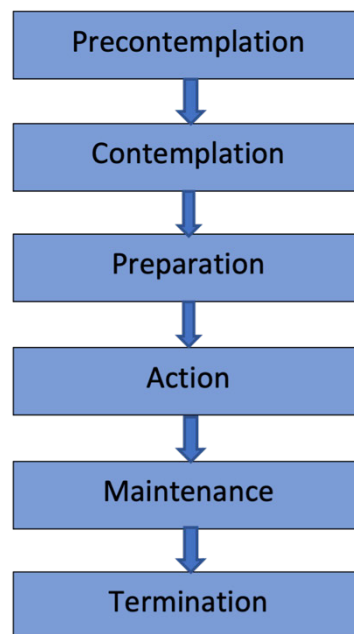 Precontemplation
Contemplation
Preparation
Action
Maintenance
Termination